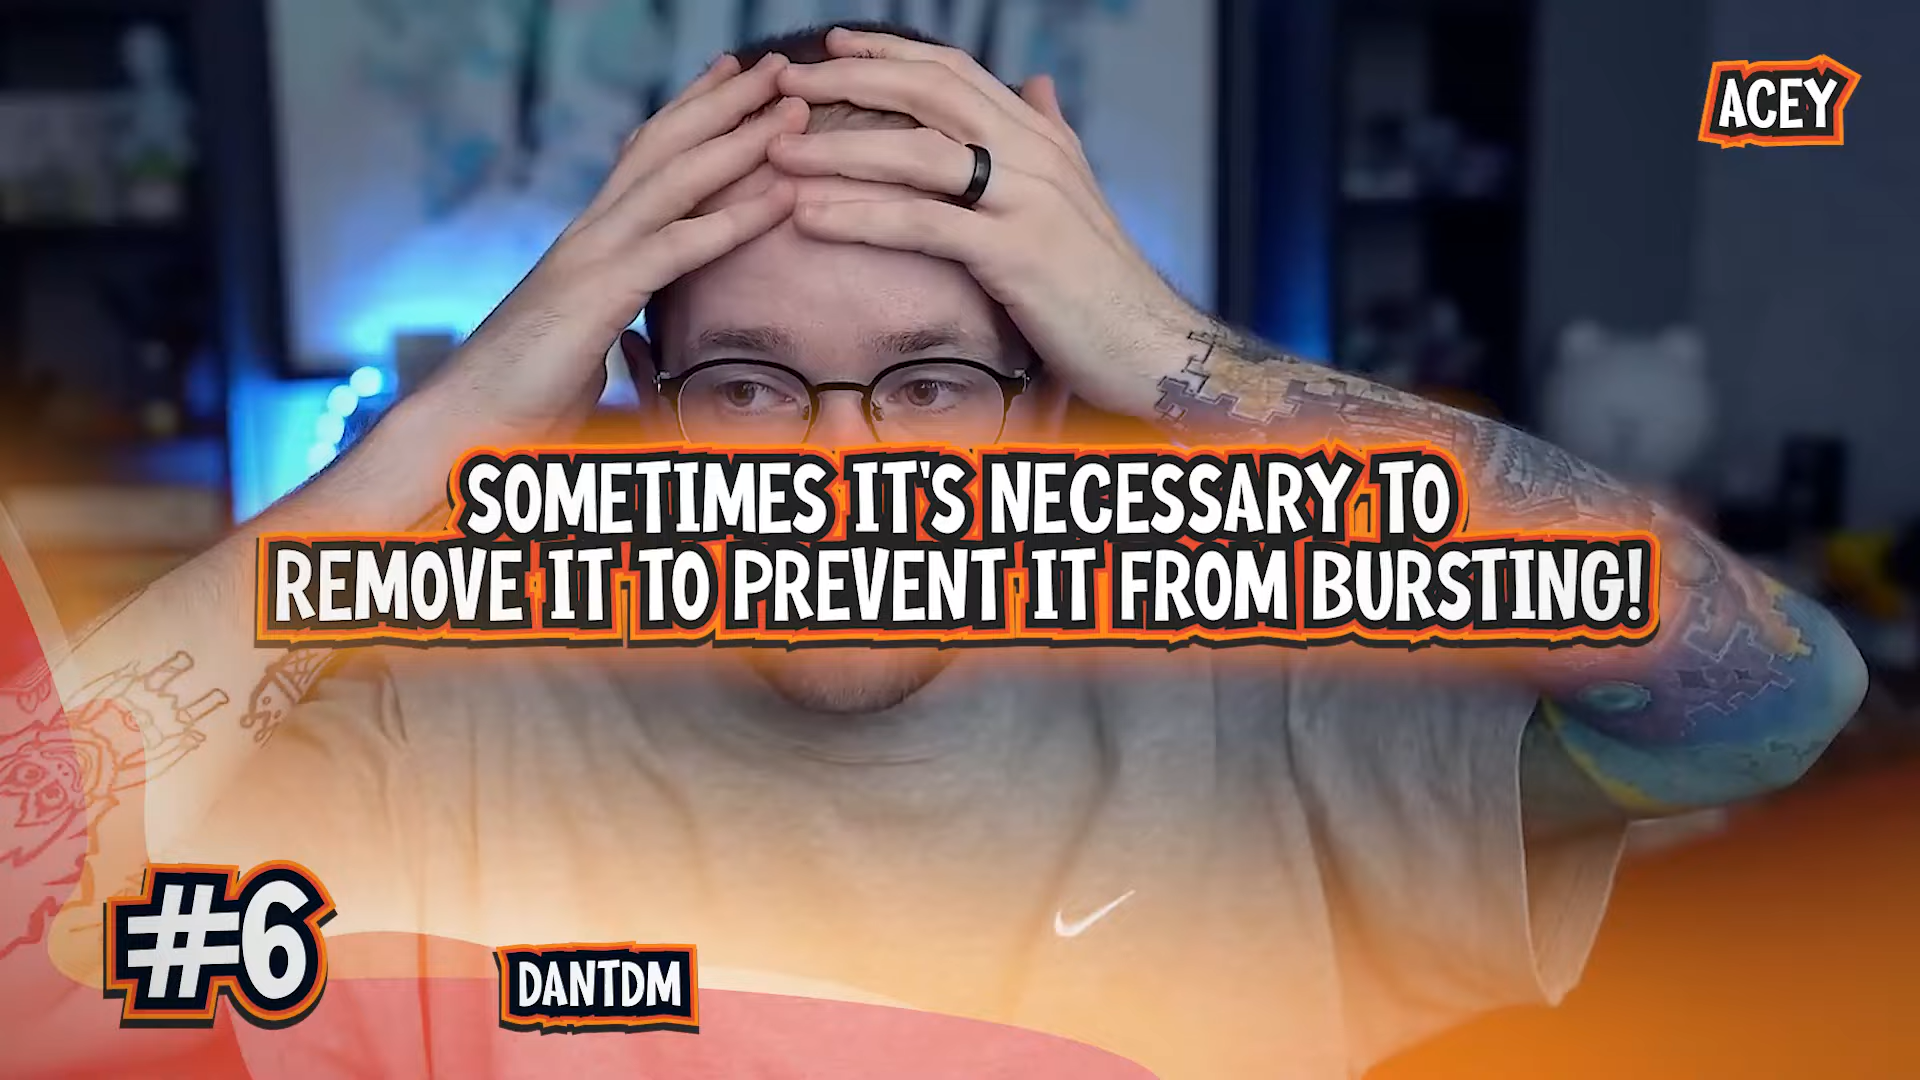 ACEY
SOMETIMES IT'S NECESSARY TO
REMOVE IT TO PREVENT IT FROM BURSTING!
#6
DANTDM